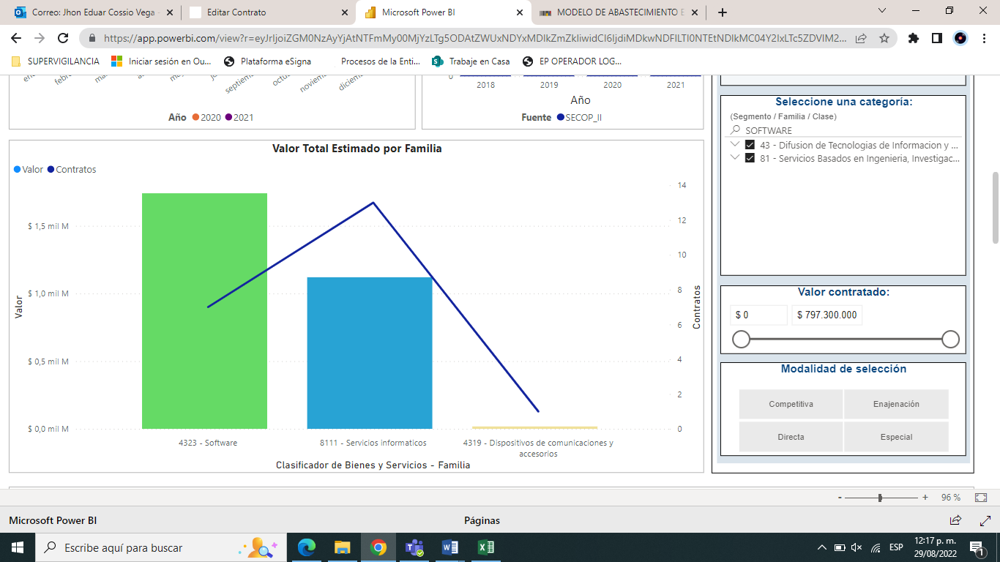 Correo: Jhon Eduar Cossio Vega
Editar Contrato
Microsoft Power BI
MODELO DE ABASTECIMIENTO E
https://app.powerbi.com/view?r=
SUPERVIGILANCIA
Iniciar sesión en Ou...
Plataforma eSigna
Procesos de la Enti...
Trabaje en Casa
EP OPERADOR LOG...
septiemb
noviemb
diciemb
Año
2020
2021
0
2018
2019
2020
2021
Año
Fuente
SECOP_II
Valor Total Estimado por Familia
Valor
Contratos
$ 1,5 mil M
$ 1,0 mil M
$ 0,5 mil M
$ 0,0 mil M
Valor
14
12
10
8
6
4
2
0
Contratos
4323 - Software
8111 - Servicios informaticos
4319 - Dispositivos de comunicaciones y
accesorios
Clasificador de Bienes y Servicios - Familia
Seleccione una categoría:
(Segmento / Familia / Clase)
SOFTWARE
43 - Difusion de Tecnologias de Informacion y ...
81 - Servicios Basados en Ingenieria, Investigac...
Valor contratado:
$ 0
$ 797.300.000
Modalidad de selección
Competitiva
Enajenación
Directa
Especial
- + 96 %
Microsoft Power BI
Páginas
Escribe aquí para buscar
ESP
12:17 p. m.
29/08/2022
1